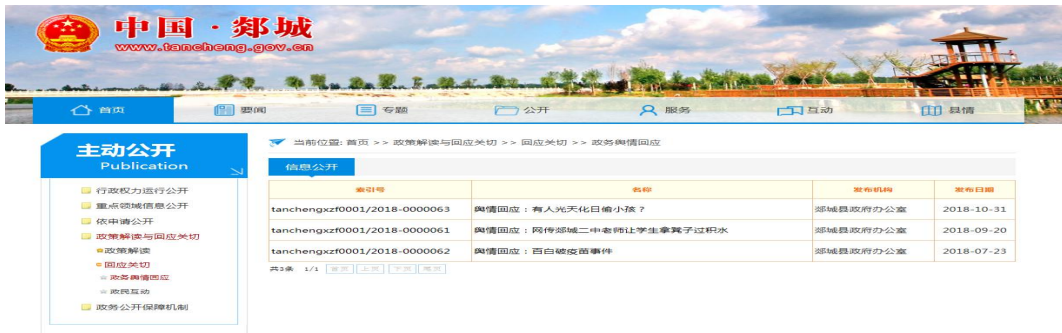 中国·郯城
www.tancheng.gov.cn
首页 要闻 专题 公开 服务 互动 县情
主动公开
Publication
行政权力运行公开
重点领域信息公开
依申请公开
政策解读与回应关切
政策解读
回应关切
政务舆情回应
政民互动
政务公开保障机制
当前位置: 首页 >> 政策解读与回应关切 >> 回应关切 >> 政务舆情回应
信息公开
索引号 名称 发布机构 发布日期
tanchengxzf0001/2018-0000063 舆情回应：有人光天化日偷小孩？ 郯城县政府办公室 2018-10-31
tanchengxzf0001/2018-0000061 舆情回应：网传郯城二中老师让学生拿凳子过积水 郯城县政府办公室 2018-09-20
tanchengxzf0001/2018-0000062 舆情回应：百白破疫苗事件 郯城县政府办公室 2018-07-23
共3条 1/1 首页 上页 下页 尾页